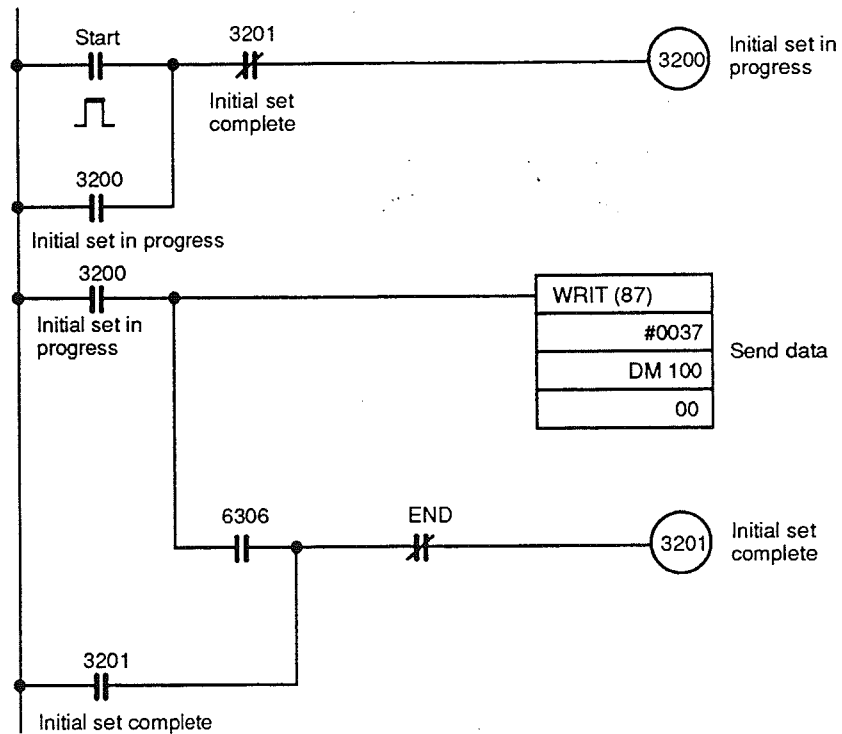 Start
3201
3200
Initial set in
progress
Initial set
complete
3200
Initial set in progress
3200
Initial set in
progress
WRIT (87)
#0037
DM 100
00
Send data
6306
END
3201
Initial set
complete
3201
Initial set complete